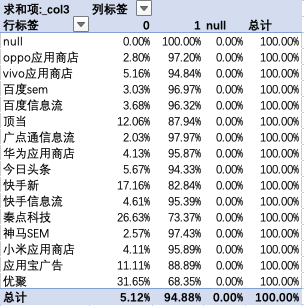 求和项:_col3 列标签
行标签 0 1 null 总计
null 0.00% 100.00% 0.00% 100.00%
oppo应用商店 2.80% 97.20% 0.00% 100.00%
vivo应用商店 5.16% 94.84% 0.00% 100.00%
百度sem 3.03% 96.97% 0.00% 100.00%
百度信息流 3.68% 96.32% 0.00% 100.00%
顶当 12.06% 87.94% 0.00% 100.00%
广点通信息流 2.03% 97.97% 0.00% 100.00%
华为应用商店 4.13% 95.87% 0.00% 100.00%
今日头条 5.67% 94.33% 0.00% 100.00%
快手新 17.16% 82.84% 0.00% 100.00%
快手信息流 4.61% 95.39% 0.00% 100.00%
秦点科技 26.63% 73.37% 0.00% 100.00%
神马SEM 2.57% 97.43% 0.00% 100.00%
小米应用商店 4.11% 95.89% 0.00% 100.00%
应用宝广告 11.11% 88.89% 0.00% 100.00%
优聚 31.65% 68.35% 0.00% 100.00%
总计 5.12% 94.88% 0.00% 100.00%